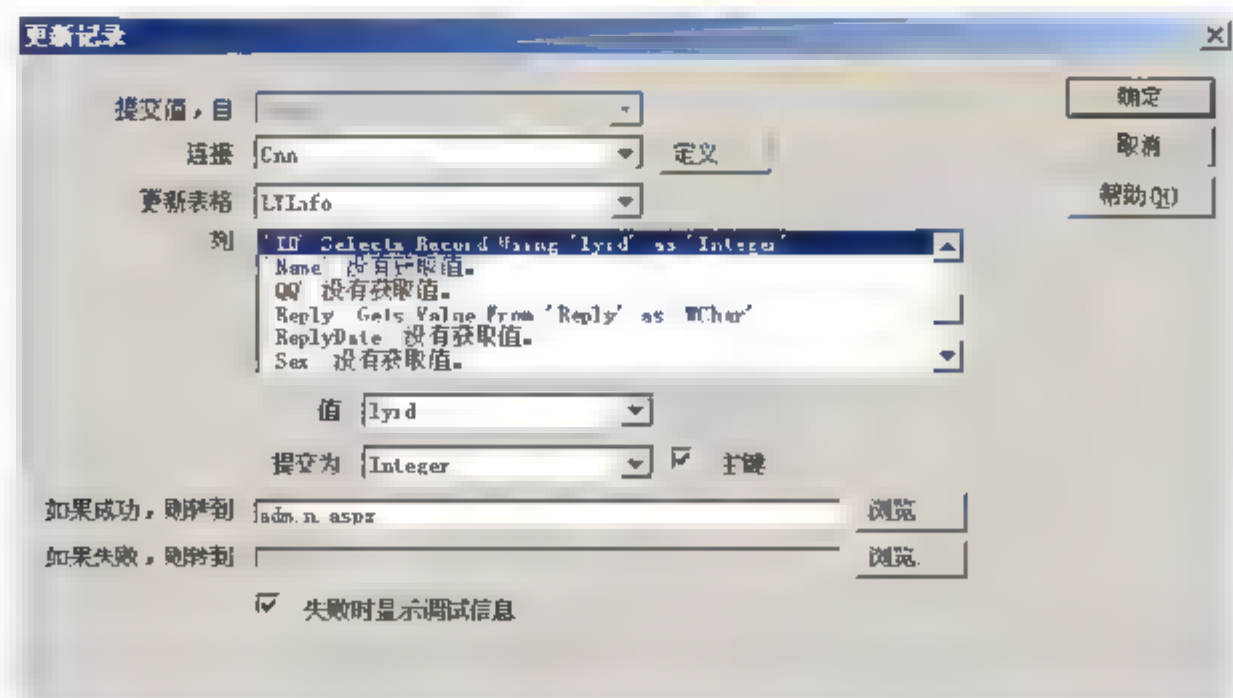 更新记录
提交值，自
确定
连接 Cnn 定义
取消
更新表格 LYInfo
帮助(H)
列 'ID' Selects Record Using 'lyid' as 'Integer'
'Name' 没有获取值。
'QQ' 没有获取值。
'Reply' Gets Value From 'Reply' as 'WChar'
'ReplyDate' 没有获取值。
'Sex' 没有获取值。
值 lyid
提交为 Integer 主键
如果成功，则转到 admin.aspx 浏览
如果失败，则转到 浏览
失败时显示调试信息